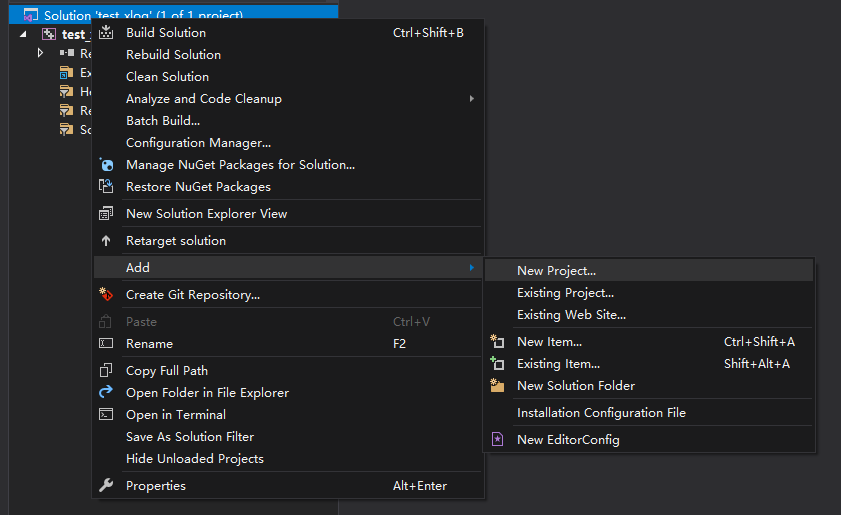 Solution 'test_xlog' (1 of 1 project)
test_
Re
Ex
He
Re
So
Build Solution Ctrl+Shift+B
Rebuild Solution
Clean Solution
Analyze and Code Cleanup
Batch Build...
Configuration Manager...
Manage NuGet Packages for Solution...
Restore NuGet Packages
New Solution Explorer View
Retarget solution
Add
Create Git Repository...
Paste Ctrl+V
Rename F2
Copy Full Path
Open Folder in File Explorer
Open in Terminal
Save As Solution Filter
Hide Unloaded Projects
Properties Alt+Enter
New Project...
Existing Project...
Existing Web Site...
New Item... Ctrl+Shift+A
Existing Item... Shift+Alt+A
New Solution Folder
Installation Configuration File
New EditorConfig